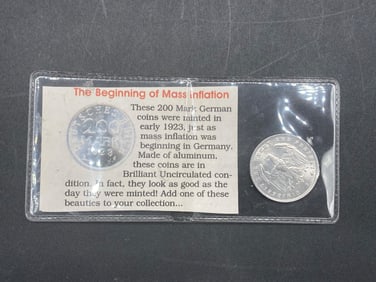 The Beginning of Mass Inflation
200
These 200 Mark German
coins were minted in
early 1923, just as
mass inflation was
beginning in Germany.
Made of aluminum,
these coins are in
Brilliant Uncirculated con-
dition. In fact, they look as good as the
day they were minted! Add one of these
beauties to your collection...